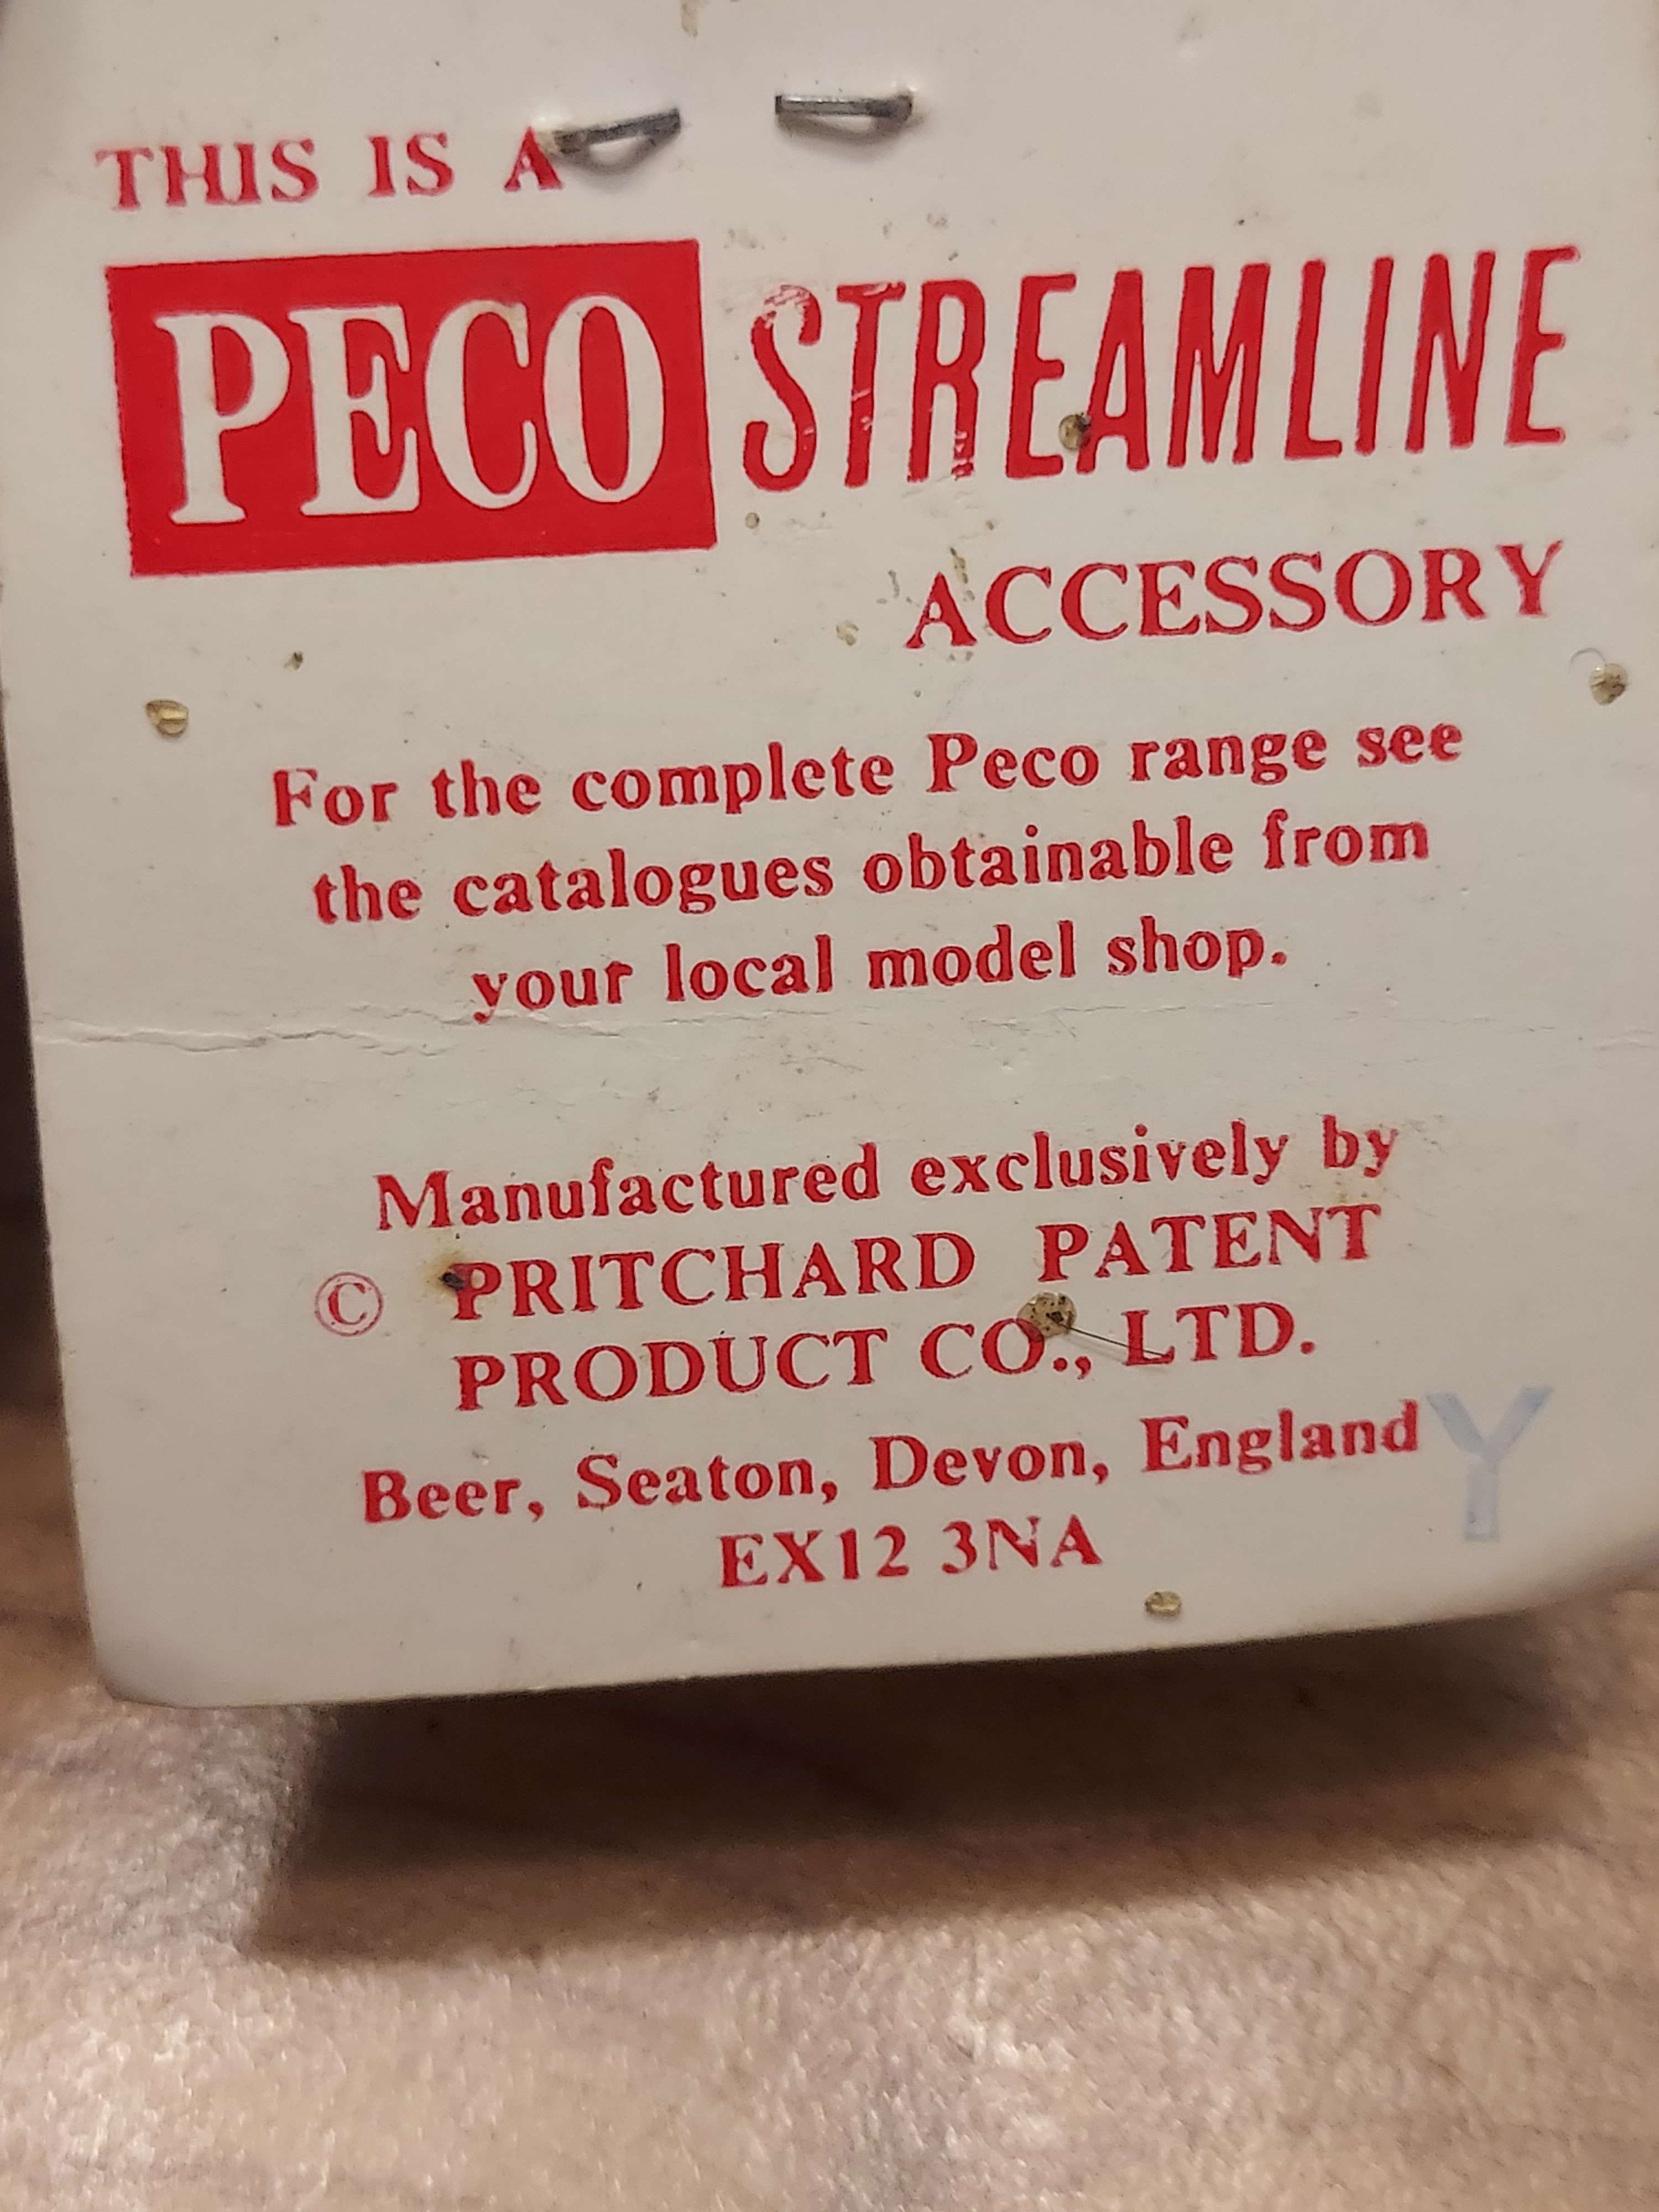 THIS IS A
PECO STREAMLINE
ACCESSORY
For the complete Peco range see
the catalogues obtainable from
your local model shop.
Manufactured exclusively by
© PRITCHARD PATENT
PRODUCT CO., LTD.
Beer, Seaton, Devon, England Y
EX12 3NA